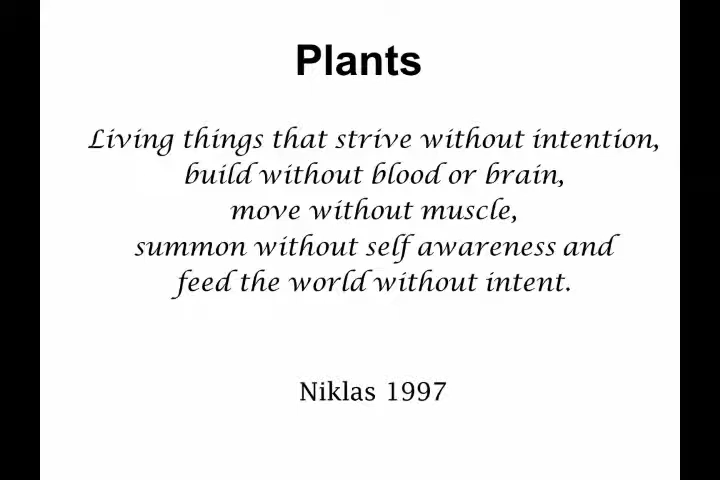 Plants
Living things that strive without intention,
build without blood or brain,
move without muscle,
summon without self awareness and
feed the world without intent.
Niklas 1997